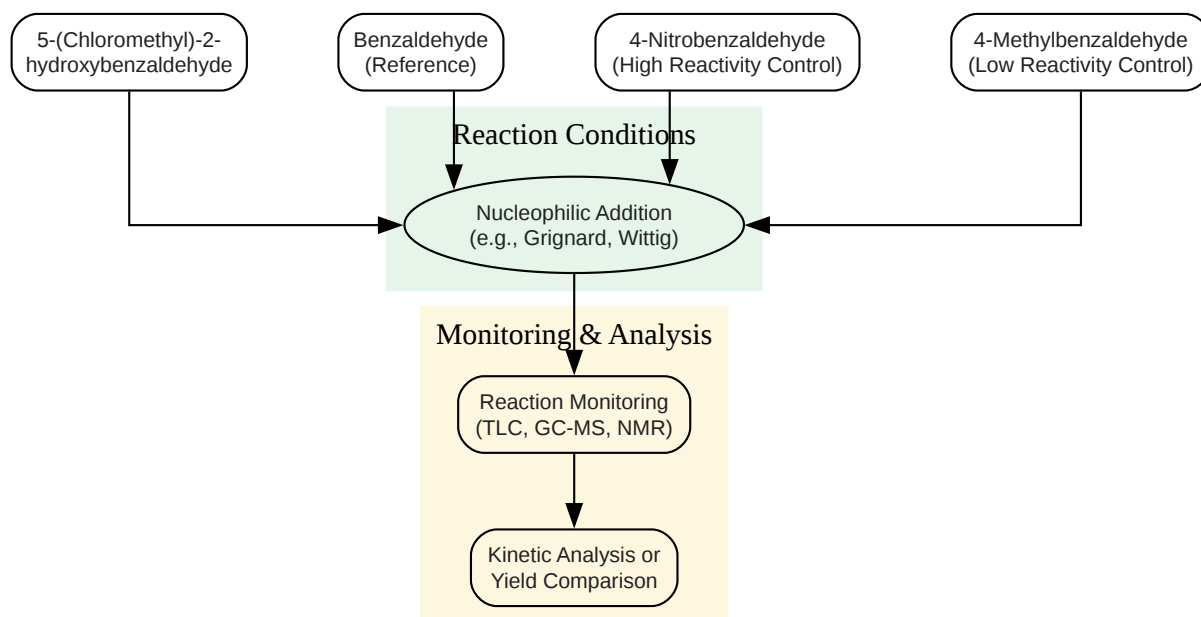 5-(Chloromethyl)-2-
hydroxybenzaldehyde
Benzaldehyde
(Reference)
4-Nitrobenzaldehyde
(High Reactivity Control)
4-Methylbenzaldehyde
(Low Reactivity Control)
Reaction Conditions
Nucleophilic Addition
(e.g., Grignard, Wittig)
Monitoring & Analysis
Reaction Monitoring
(TLC, GC-MS, NMR)
Kinetic Analysis or
Yield Comparison